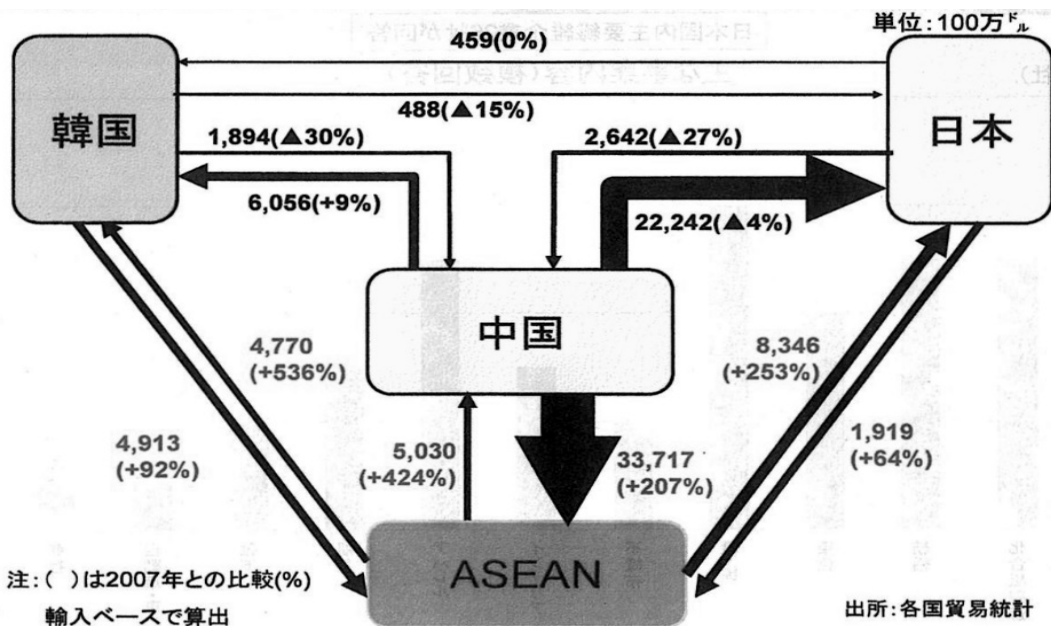 単位:100万㌦
459(0%)
488(▲15%)
韓国
日本
1,894(▲30%)
2,642(▲27%)
6,056(+9%)
22,242(▲4%)
中国
4,770
(+536%)
8,346
(+253%)
4,913
(+92%)
5,030
(+424%)
33,717
(+207%)
1,919
(+64%)
ASEAN
注:( )は2007年との比較(%)
輸入ベースで算出
出所:各国貿易統計